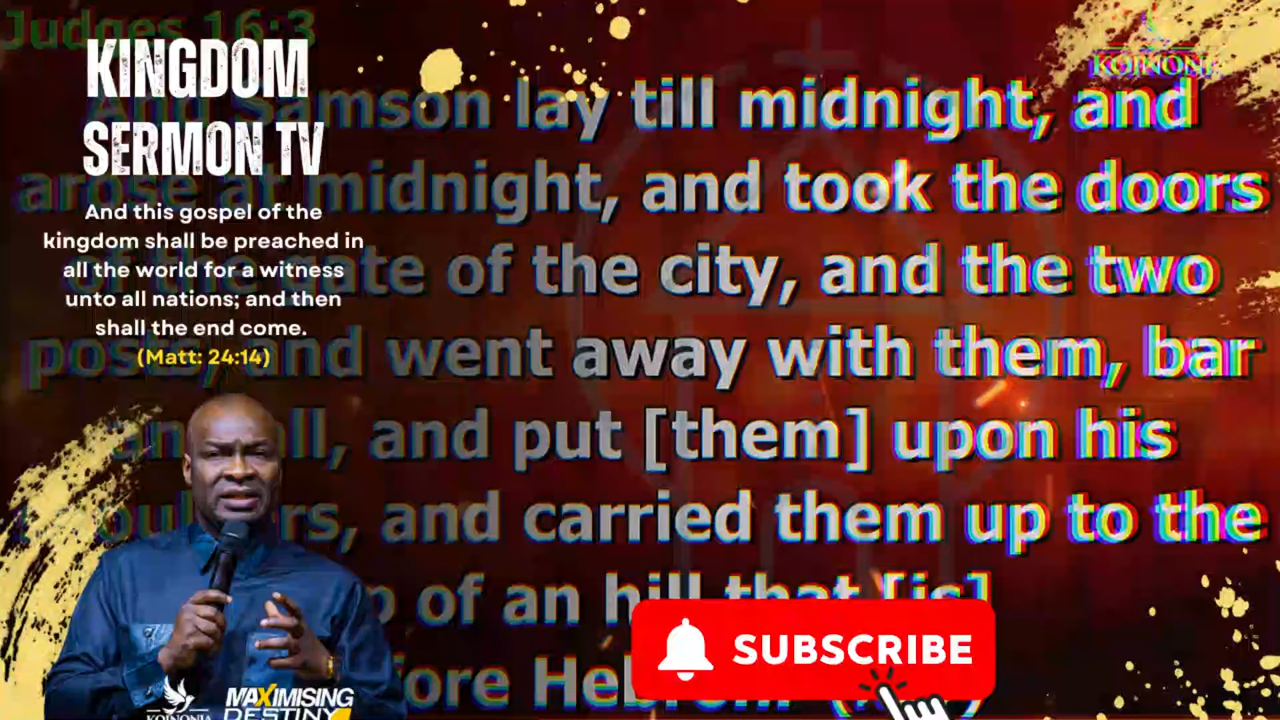 Judges 16:3
KINGDOM
SERMON TV
And this gospel of the
kingdom shall be preached in
all the world for a witness
unto all nations; and then
shall the end come.
(Matt: 24:14)
KOINONIA
And Samson lay till midnight, and
arose at midnight, and took the doors
of the gate of the city, and the two
posts, and went away with them, bar
and all, and put [them] upon his
shoulders, and carried them up to the
of an hill that [is]
SUBSCRIBE
KOINONIA
MAXIMISING
DESTINY